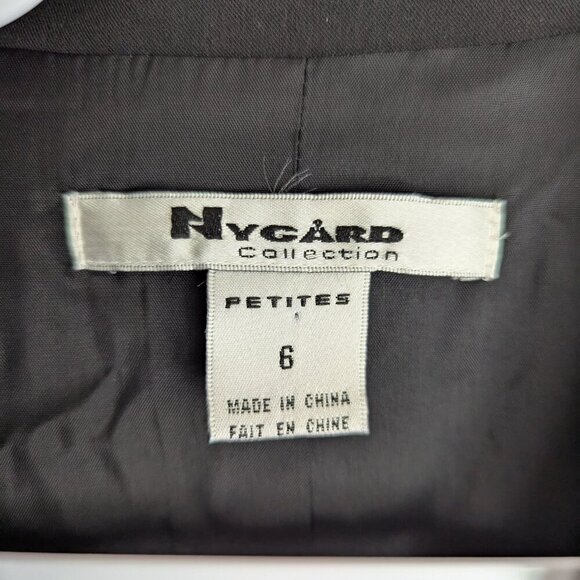 NYGÅRD
Collection
PETITES
6
MADE IN CHINA
FAIT EN CHINE